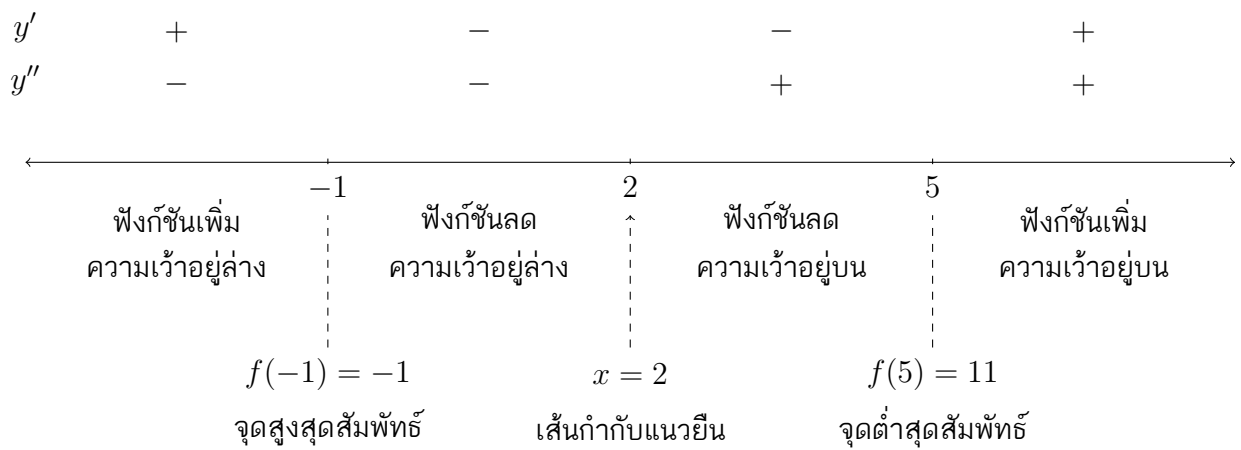 y′ + − − +
y″ − − + +
−1 2 5
ฟังก์ชันเพิ่ม ฟังก์ชันลด ฟังก์ชันลด ฟังก์ชันเพิ่ม
ความเว้าอยู่ล่าง ความเว้าอยู่ล่าง ความเว้าอยู่บน ความเว้าอยู่บน
f(−1) = −1 x = 2 f(5) = 11
จุดสูงสุดสัมพัทธ์ เส้นกำกับแนวยืน จุดต่ำสุดสัมพัทธ์